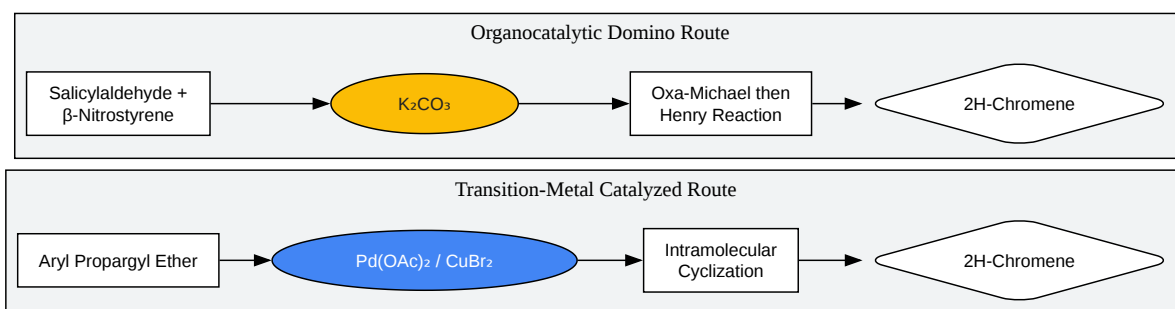 Organocatalytic Domino Route
Salicylaldehyde +
β-Nitrostyrene
K₂CO₃
Oxa-Michael then
Henry Reaction
2H-Chromene
Transition-Metal Catalyzed Route
Aryl Propargyl Ether
Pd(OAc)₂ / CuBr₂
Intramolecular
Cyclization
2H-Chromene